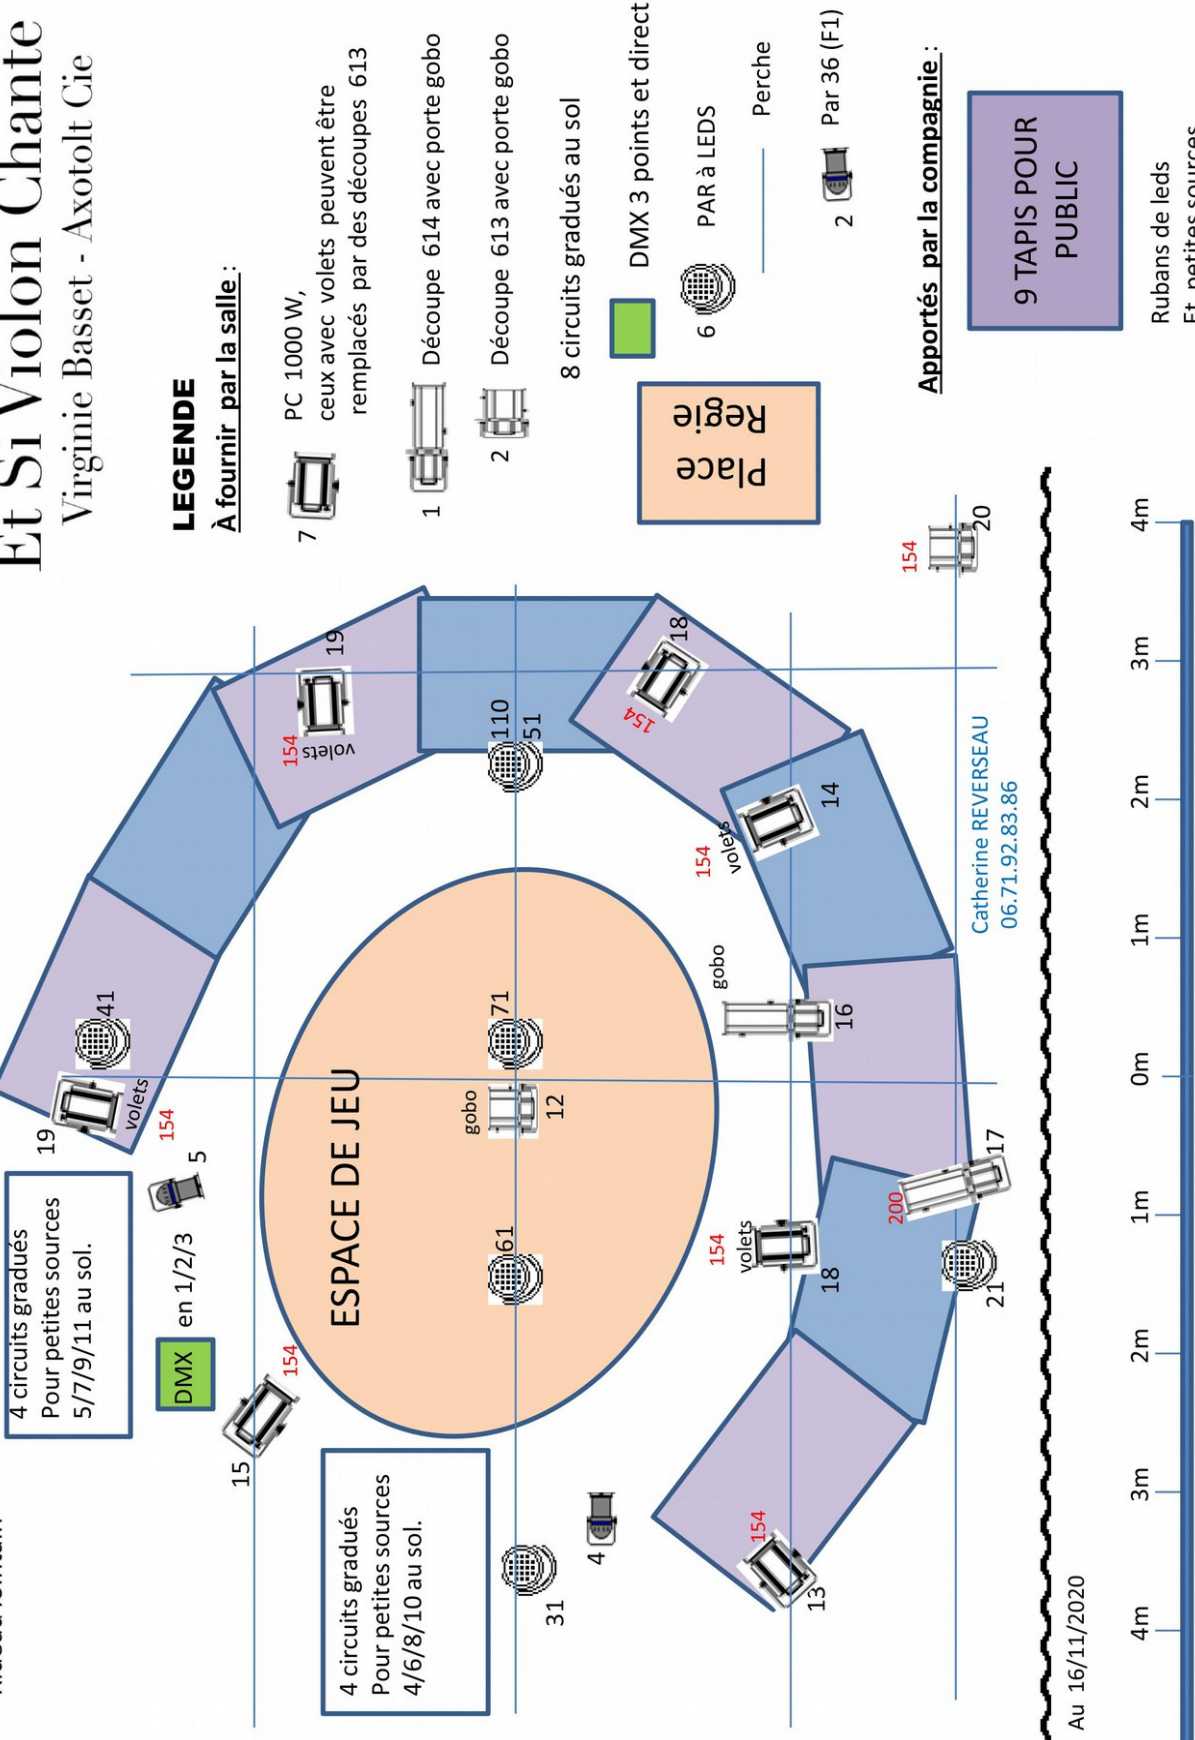 Et Si Violon Chante
Virginie Basset - Axotolt Cie
LEGENDE
À fournir par la salle :
7
PC 1000 W,
ceux avec volets peuvent être
remplacés par des découpes 613
1
Découpe 614 avec porte gobo
2
Découpe 613 avec porte gobo
8 circuits gradués au sol
DMX 3 points et direct
6
PAR à LEDS
Perche
2
Par 36 (F1)
Place
Regie
Apportés par la compagnie :
9 TAPIS POUR
PUBLIC
Rubans de leds
Et petites sources
4 circuits gradués
Pour petites sources
5/7/9/11 au sol.
DMX
en 1/2/3
5
19
volets
154
41
19
154
volets
15
154
ESPACE DE JEU
4 circuits gradués
Pour petites sources
4/6/8/10 au sol.
31
4
61
gobo
12
71
110
51
18
154
154
volets
14
gobo
16
154
volets
18
154
13
200
17
21
154
20
Catherine REVERSEAU
06.71.92.83.86
Au 16/11/2020
4m
3m
2m
1m
0m
1m
2m
3m
4m